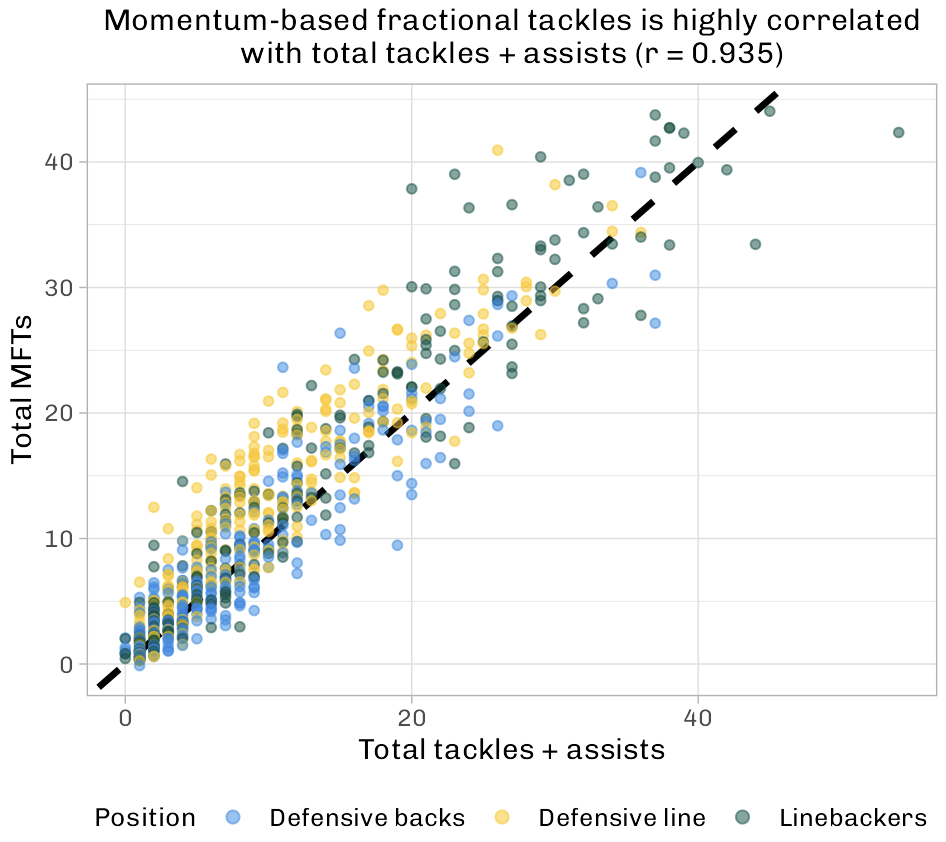 Momentum-based fractional tackles is highly correlated
with total tackles + assists (r = 0.935)
Total MFTs
40
30
20
10
0
0 20 40
Total tackles + assists
Position Defensive backs Defensive line Linebackers